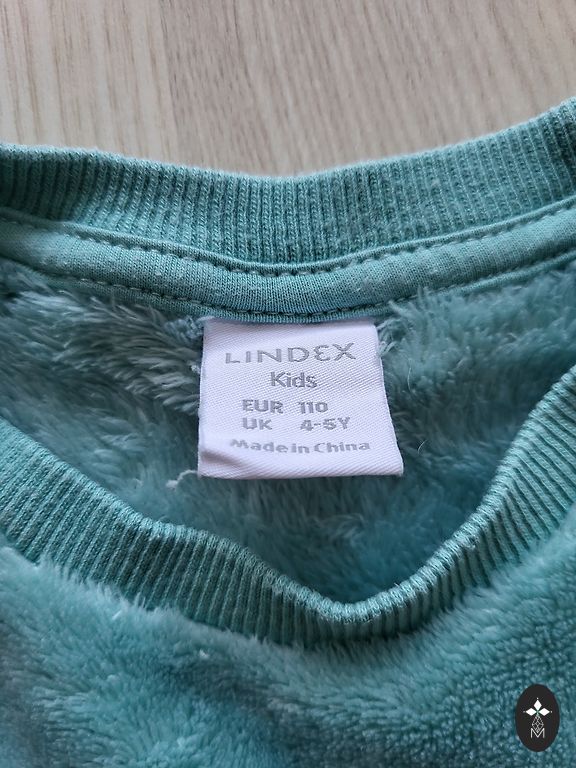 LINDEX
Kids
EUR 110
UK 4-5Y
Made in China